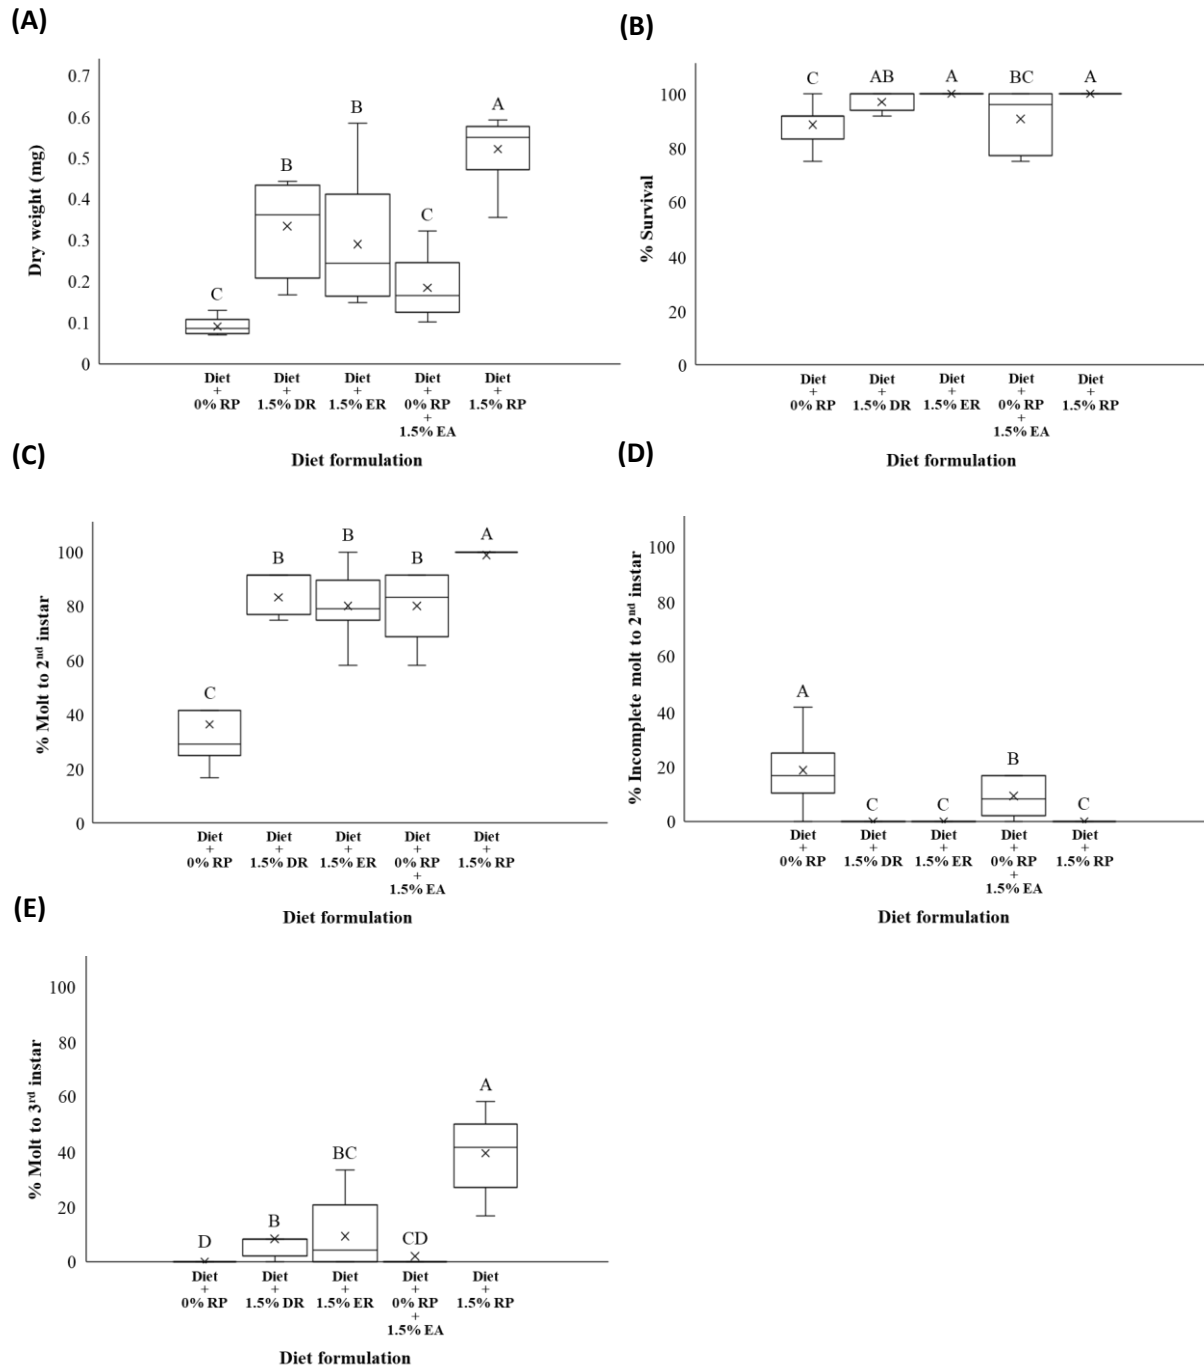 (A)
Dry weight (mg)
0.7
0.6
0.5
0.4
0.3
0.2
0.1
0
C
B
B
C
A
Diet + 0% RP
Diet + 1.5% DR
Diet + 1.5% ER
Diet + 0% RP + 1.5% EA
Diet + 1.5% RP
Diet formulation
(B)
% Survival
100
80
60
40
20
0
C
AB
A
BC
A
Diet + 0% RP
Diet + 1.5% DR
Diet + 1.5% ER
Diet + 0% RP + 1.5% EA
Diet + 1.5% RP
Diet formulation
(C)
% Molt to 2nd instar
100
80
60
40
20
0
C
B
B
B
A
Diet + 0% RP
Diet + 1.5% DR
Diet + 1.5% ER
Diet + 0% RP + 1.5% EA
Diet + 1.5% RP
Diet formulation
(D)
% Incomplete molt to 2nd instar
100
80
60
40
20
0
A
C
C
B
C
Diet + 0% RP
Diet + 1.5% DR
Diet + 1.5% ER
Diet + 0% RP + 1.5% EA
Diet + 1.5% RP
Diet formulation
(E)
% Molt to 3rd instar
100
80
60
40
20
0
D
B
BC
CD
A
Diet + 0% RP
Diet + 1.5% DR
Diet + 1.5% ER
Diet + 0% RP + 1.5% EA
Diet + 1.5% RP
Diet formulation